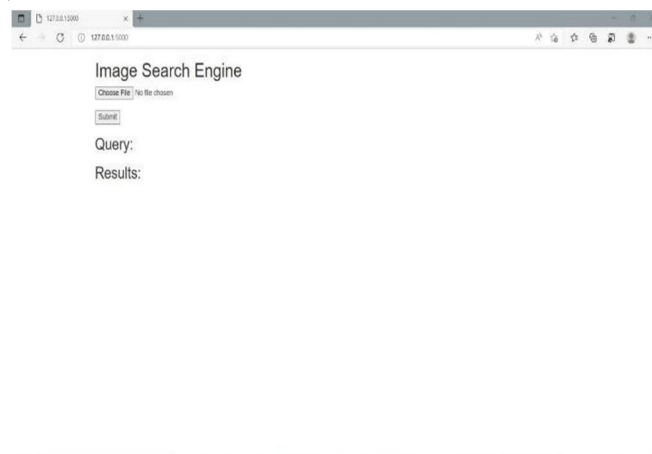 127.0.0.1:5000
127.0.0.1:5000
Image Search Engine
Choose File No file chosen
Submit
Query:
Results: